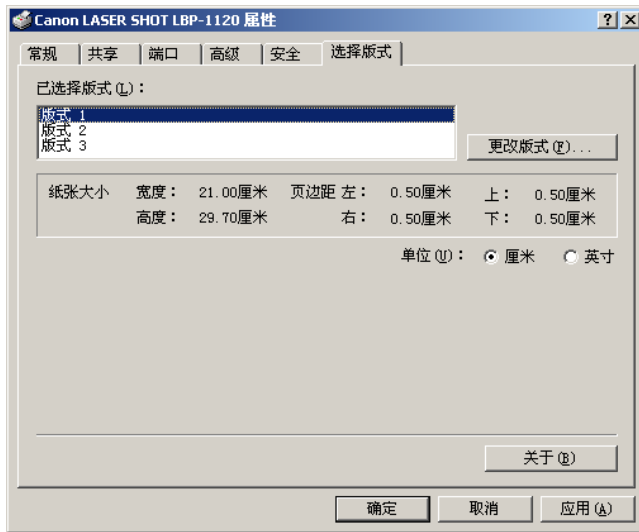 Canon LASER SHOT LBP-1120 属性
常规 共享 端口 高级 安全 选择版式
已选择版式(L)：
版式 1
版式 2
版式 3
更改版式(F)...
纸张大小 宽度： 21.00厘米 页边距 左： 0.50厘米 上： 0.50厘米
高度： 29.70厘米 右： 0.50厘米 下： 0.50厘米
单位(U)： 厘米 英寸
关于(B)
确定 取消 应用(A)